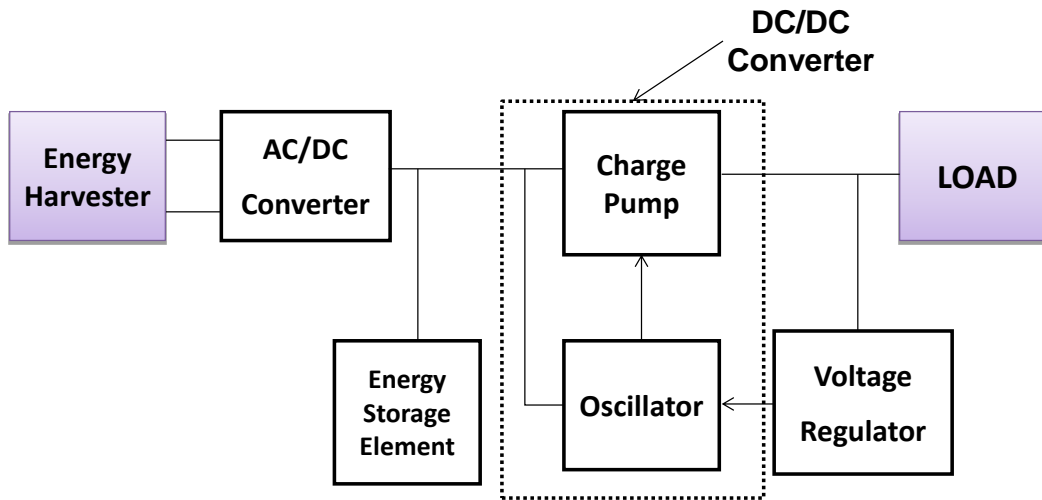 DC/DC
Converter
Energy
Harvester
AC/DC
Converter
Charge
Pump
LOAD
Energy
Storage
Element
Oscillator
Voltage
Regulator